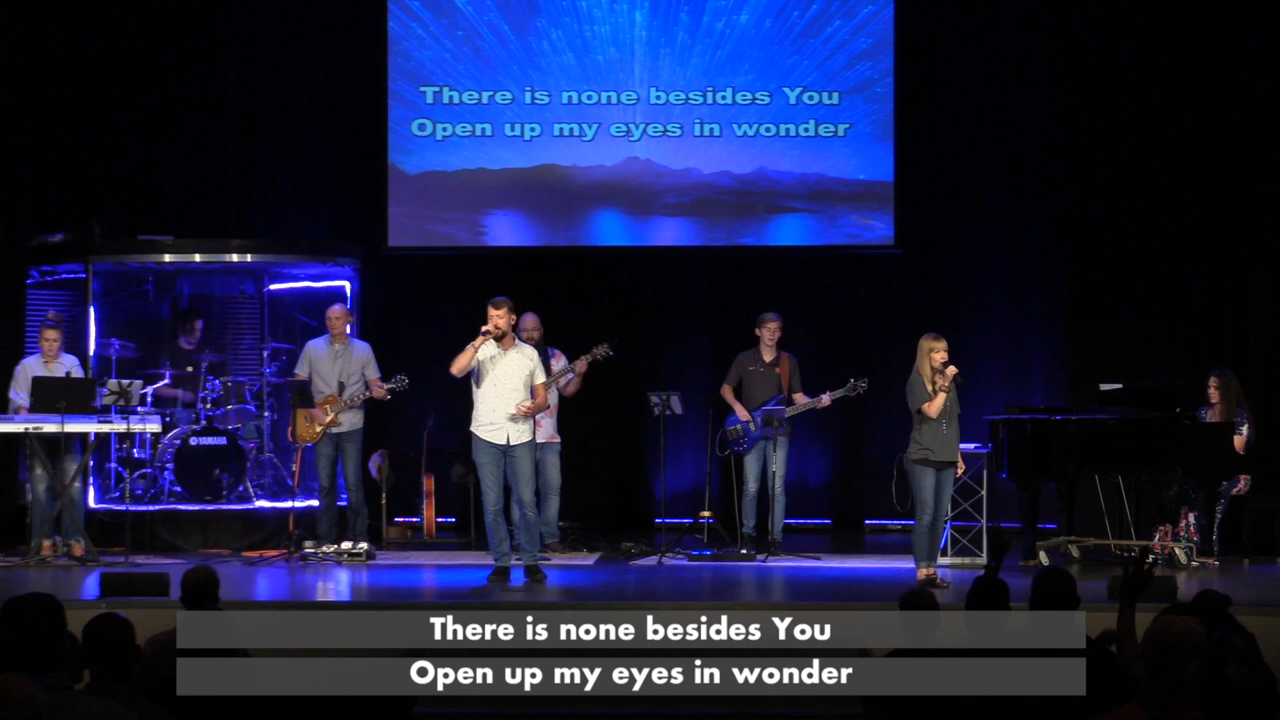 There is none besides You
Open up my eyes in wonder
YAMAHA
There is none besides You
Open up my eyes in wonder